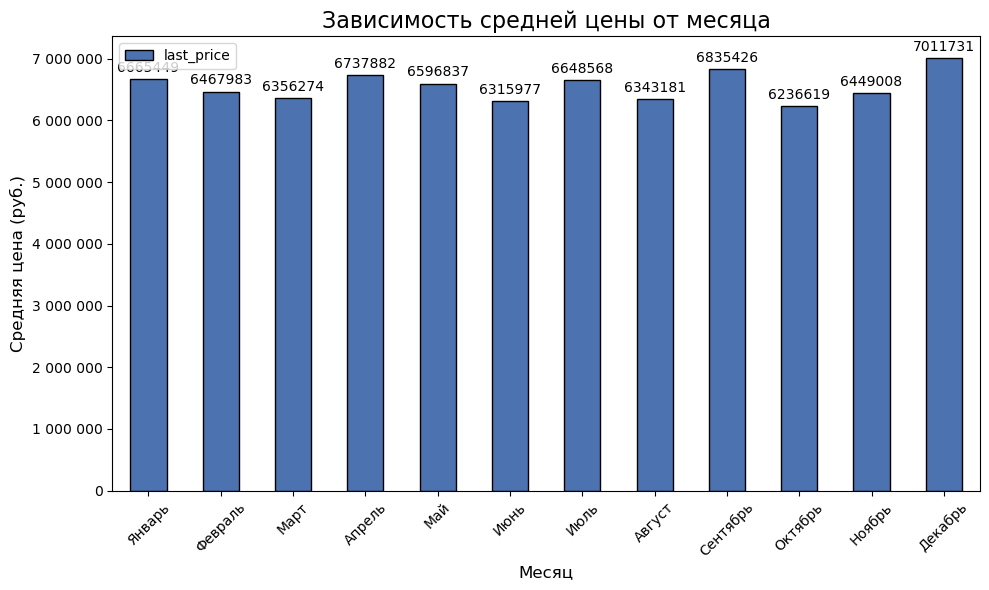 Зависимость средней цены от месяца
last_price
6665449
6467983
6356274
6737882
6596837
6315977
6648568
6343181
6835426
6236619
6449008
7011731
7 000 000
6 000 000
5 000 000
4 000 000
3 000 000
2 000 000
1 000 000
0
Средняя цена (руб.)
Январь
Февраль
Март
Апрель
Май
Июнь
Июль
Август
Сентябрь
Октябрь
Ноябрь
Декабрь
Месяц